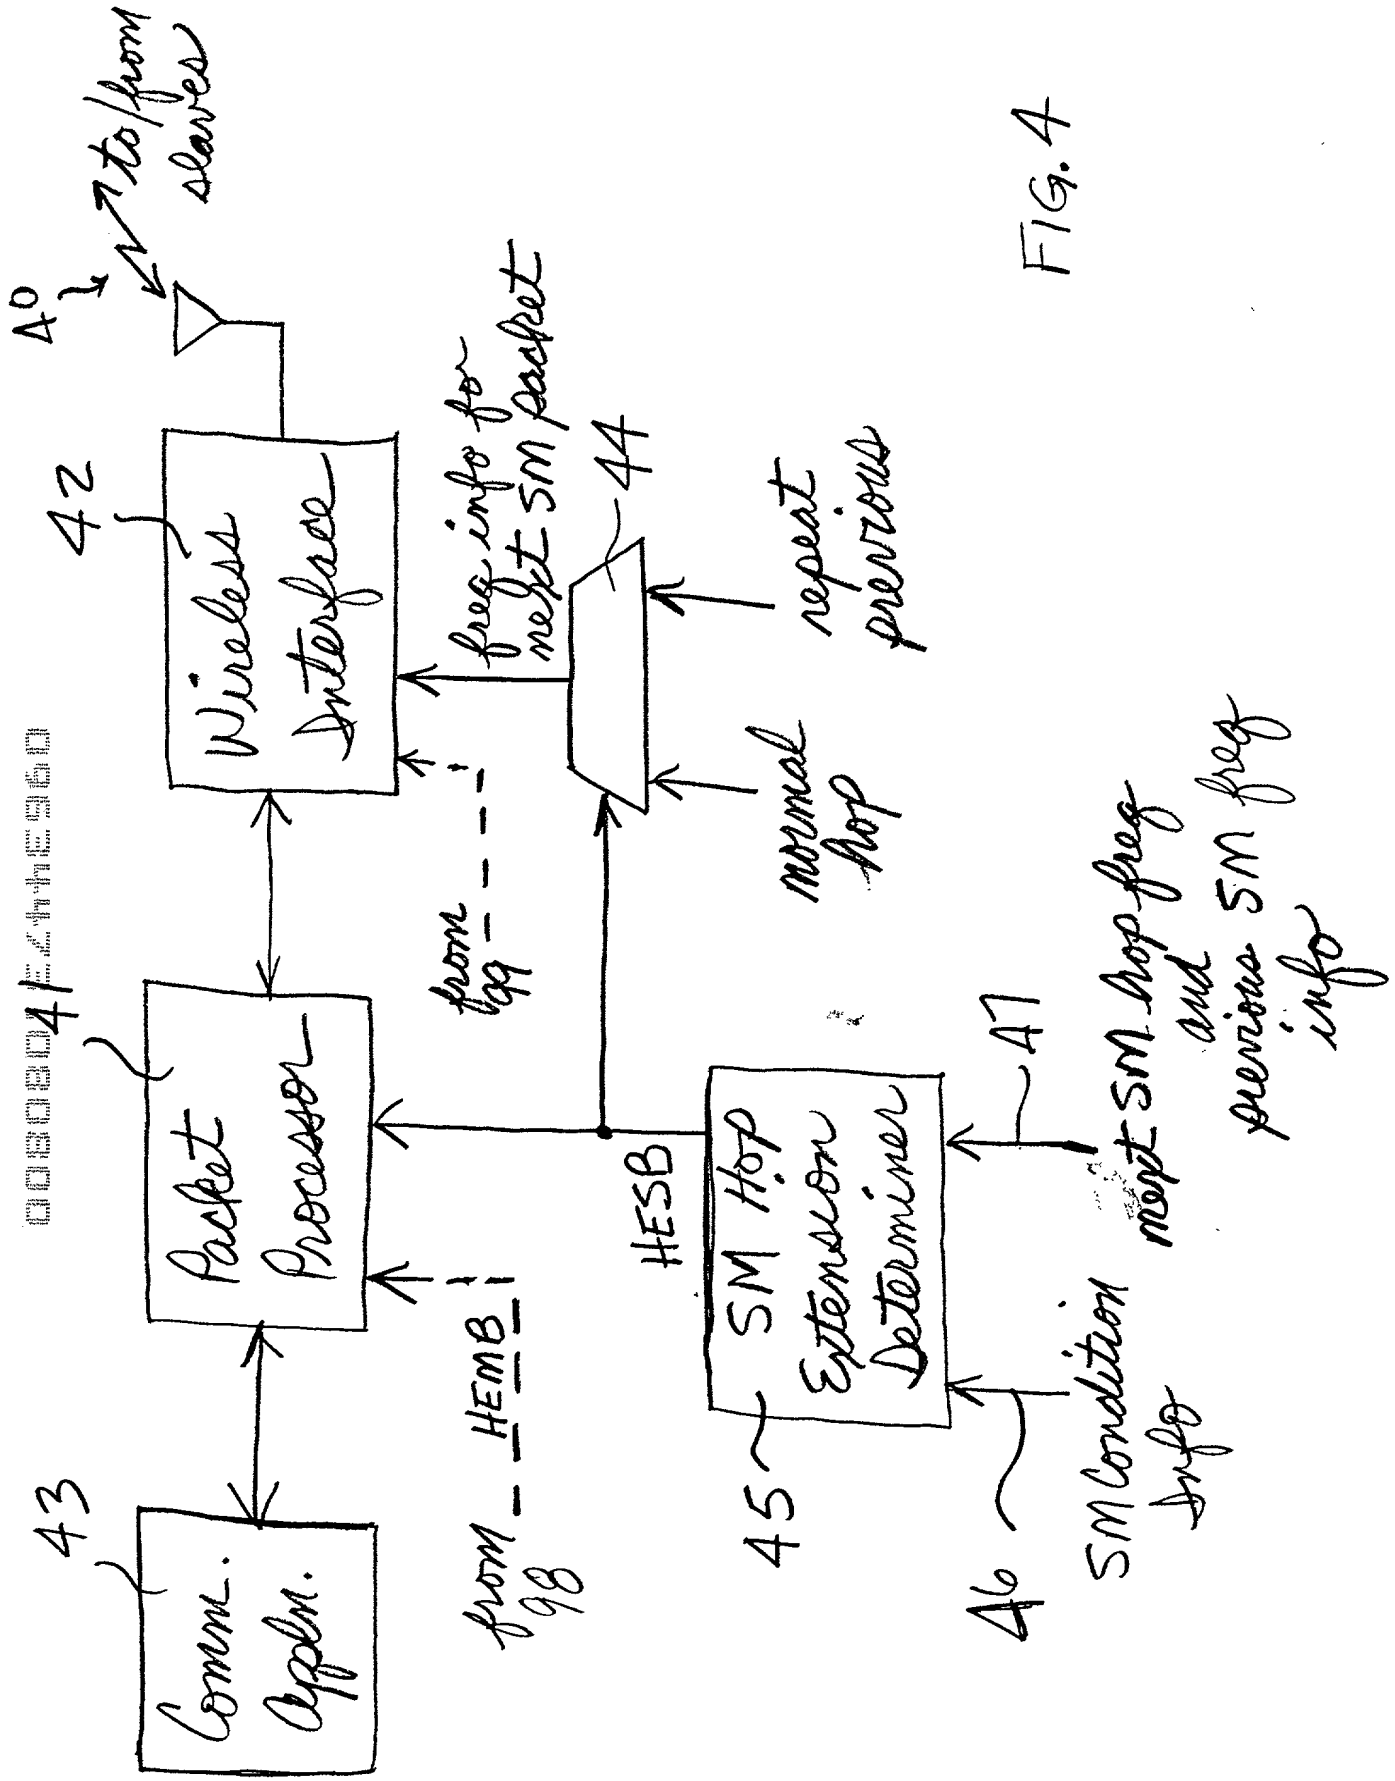 43
Comm.
Appln.
41
Packet
Processor
42
Wireless
Interface
40
to/from
slaves
from
98
HEMB
from
99
freq info for
next SM packet
44
HESB
normal
hop
repeat
previous
45
SM Hop
Extension
Determiner
46
SM Condition
Info
47
next SM hop freq
and
previous SM freq
info
FIG. 4